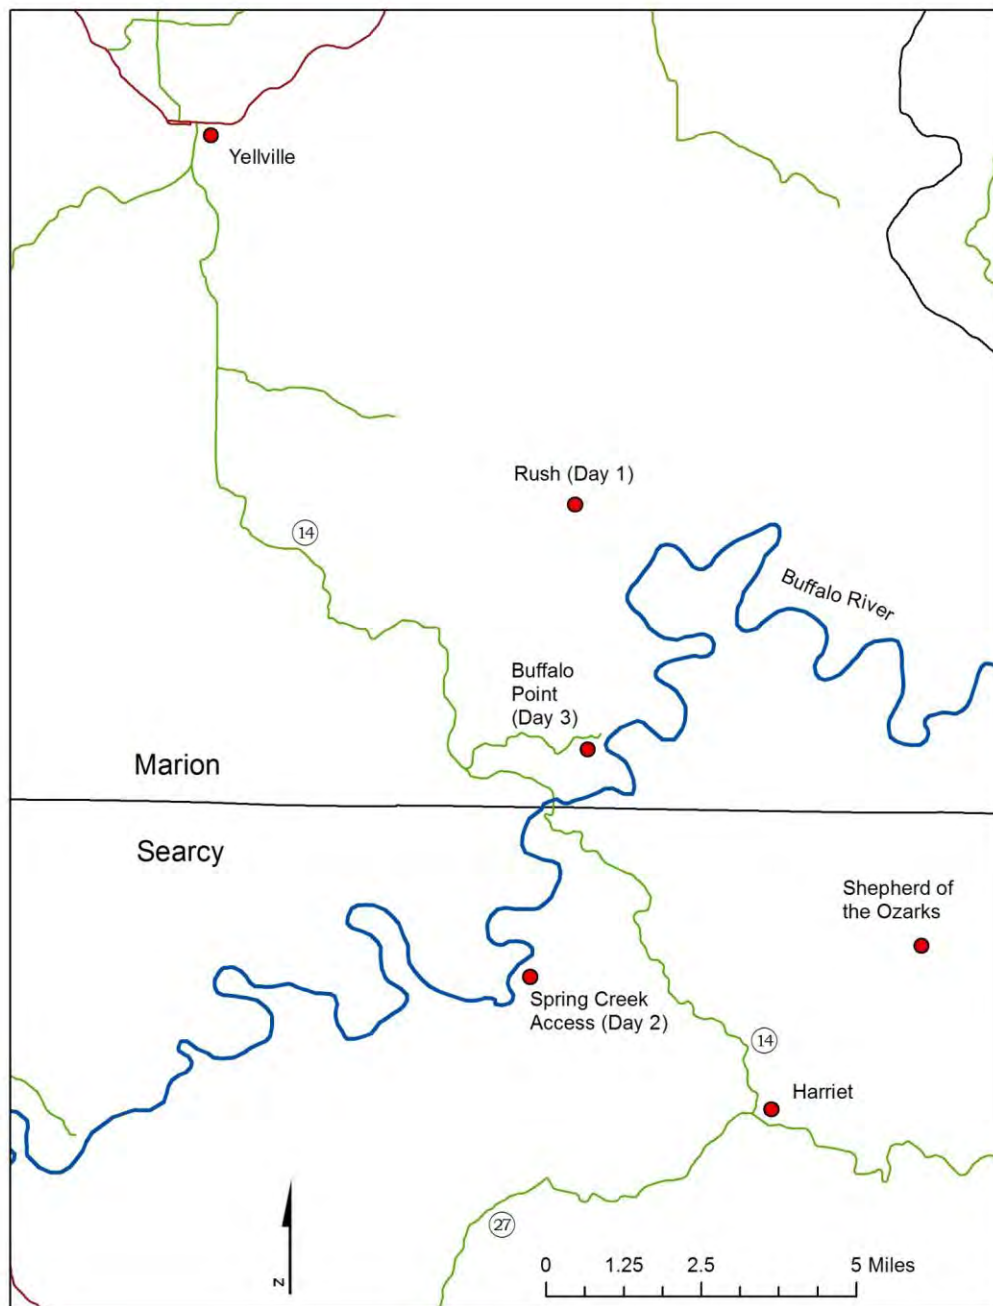 Yellville
Rush (Day 1)
14
Buffalo River
Buffalo
Point
(Day 3)
Marion
Searcy
Shepherd of
the Ozarks
Spring Creek
Access (Day 2)
14
Harriet
27
N
0 1.25 2.5 5 Miles